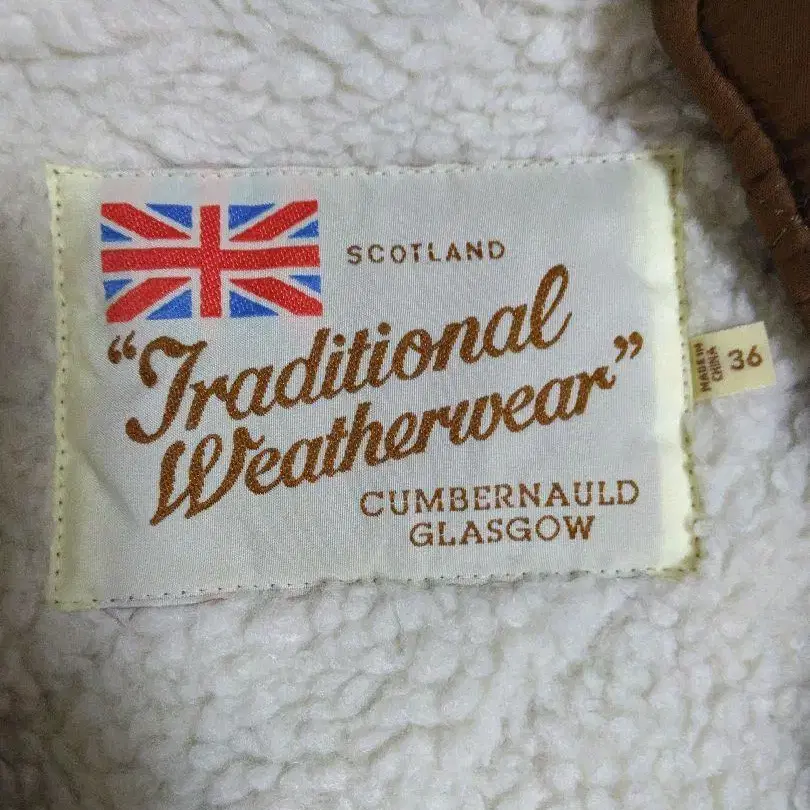 SCOTLAND
“Traditional
Weatherwear”
CUMBERNAULD
GLASGOW
MADE IN
CHINA
36